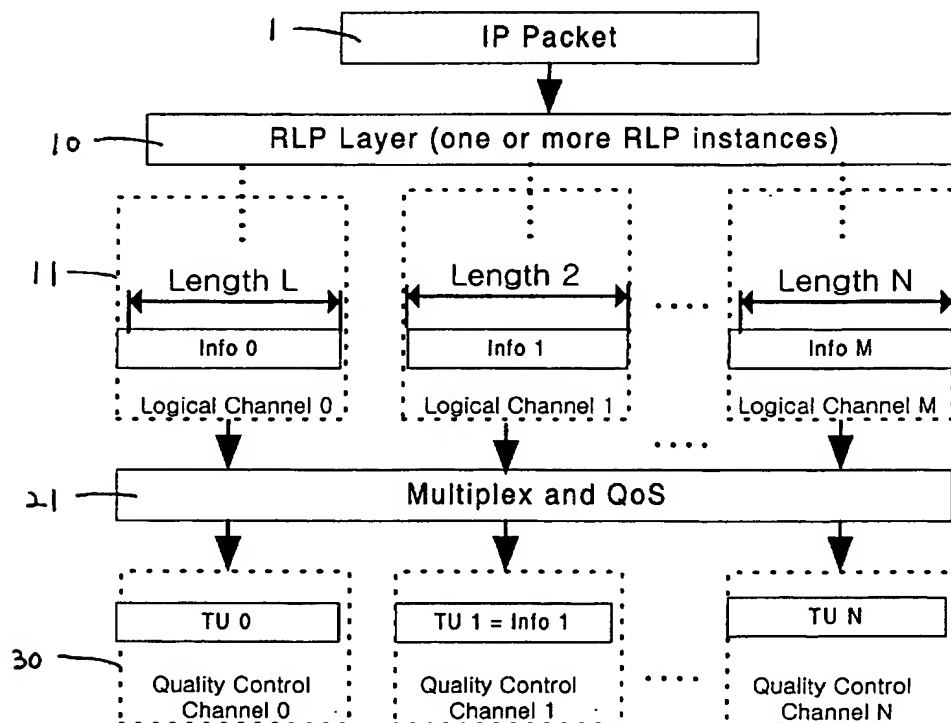 1
IP Packet
10
RLP Layer (one or more RLP instances)
11
Length L
Length 2
....
Length N
Info 0
Info 1
Info M
Logical Channel 0
Logical Channel 1
....
Logical Channel M
21
Multiplex and QoS
TU 0
TU 1 = Info 1
TU N
30
Quality Control
Channel 0
Quality Control
Channel 1
....
Quality Control
Channel N